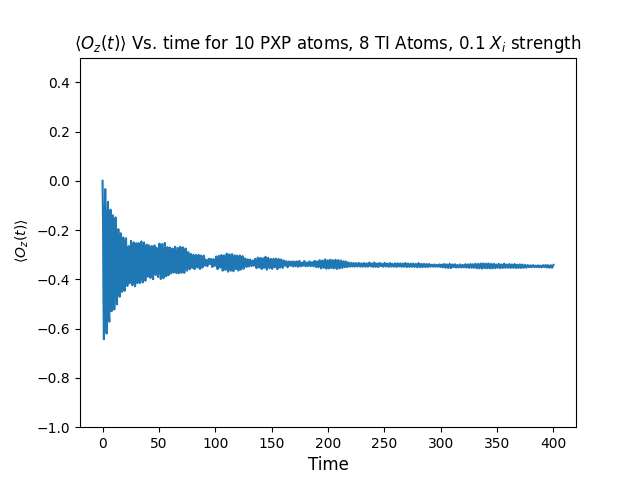 ⟨O_z(t)⟩ Vs. time for 10 PXP atoms, 8 TI Atoms, 0.1 X_i strength
⟨O_z(t)⟩
0.4
0.2
0.0
−0.2
−0.4
−0.6
−0.8
−1.0
0 50 100 150 200 250 300 350 400
Time